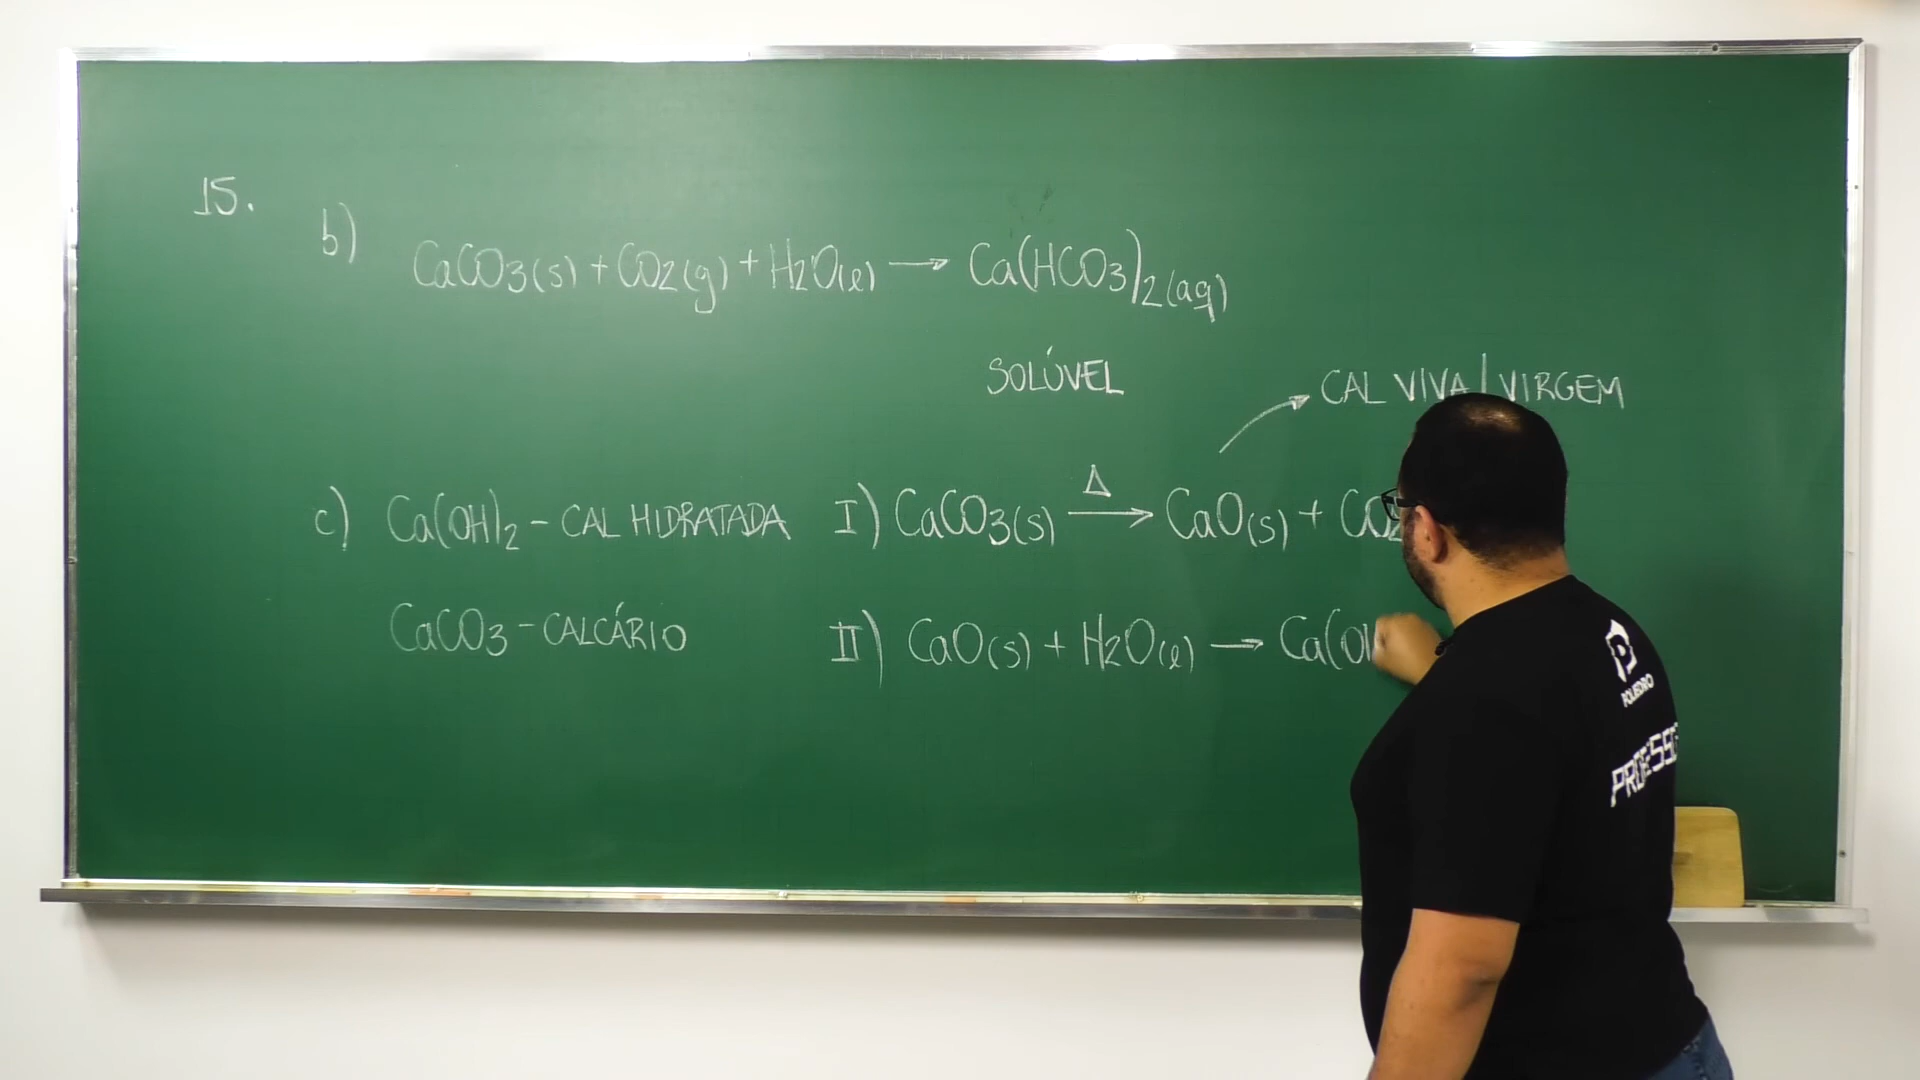 15.
b) CaCO3(s) + CO2(g) + H2O(l) → Ca(HCO3)2(aq)
SOLÚVEL
CAL VIVA | VIRGEM
c) Ca(OH)2 - CAL HIDRATADA
I) CaCO3(s) Δ→ CaO(s) + CO2
CaCO3 - CALCÁRIO
II) CaO(s) + H2O(l) → Ca(OH
POLIEDRO